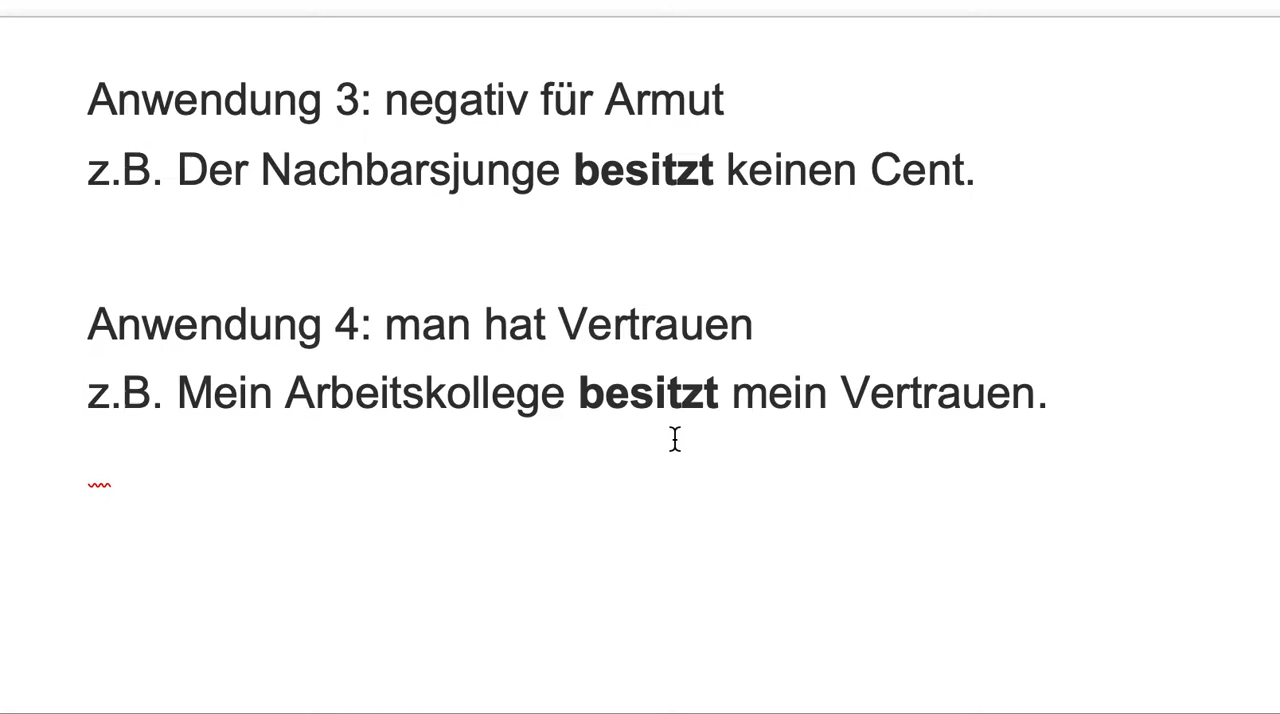 Anwendung 3: negativ für Armut
z.B. Der Nachbarsjunge besitzt keinen Cent.
Anwendung 4: man hat Vertrauen
z.B. Mein Arbeitskollege besitzt mein Vertrauen.